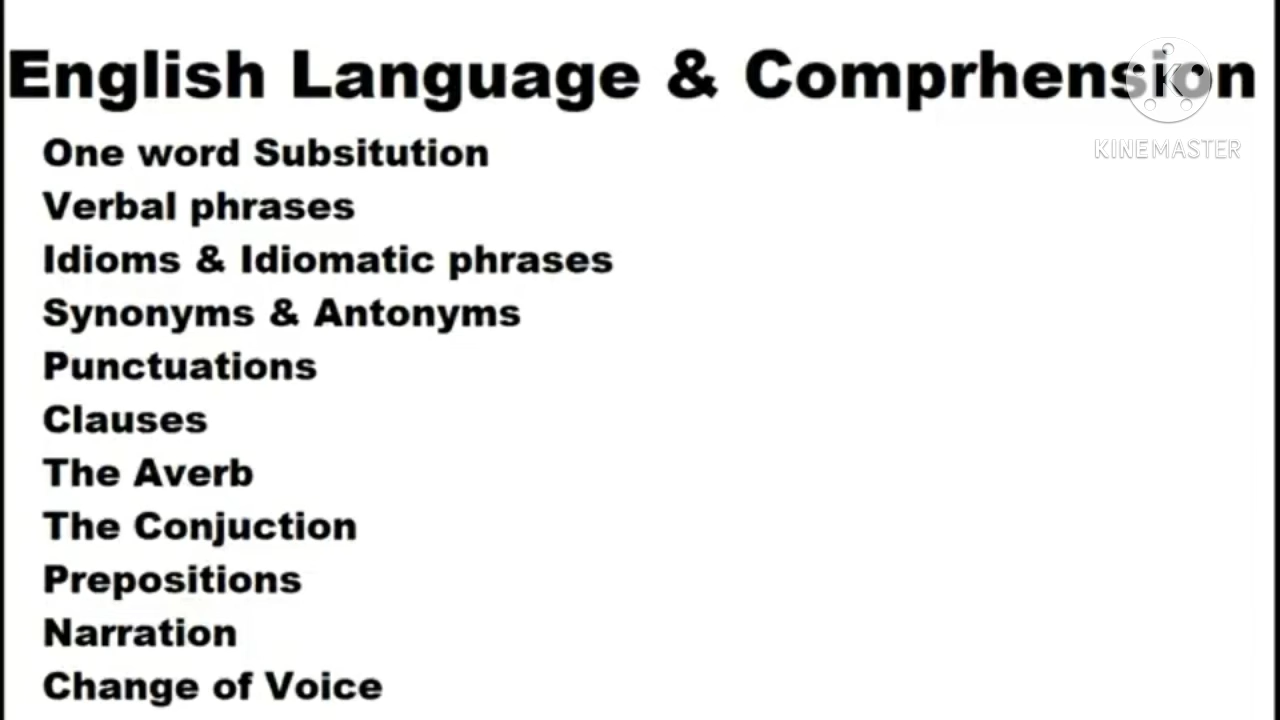 English Language & Comprhension
KINEMASTER
One word Subsitution
Verbal phrases
Idioms & Idiomatic phrases
Synonyms & Antonyms
Punctuations
Clauses
The Averb
The Conjuction
Prepositions
Narration
Change of Voice